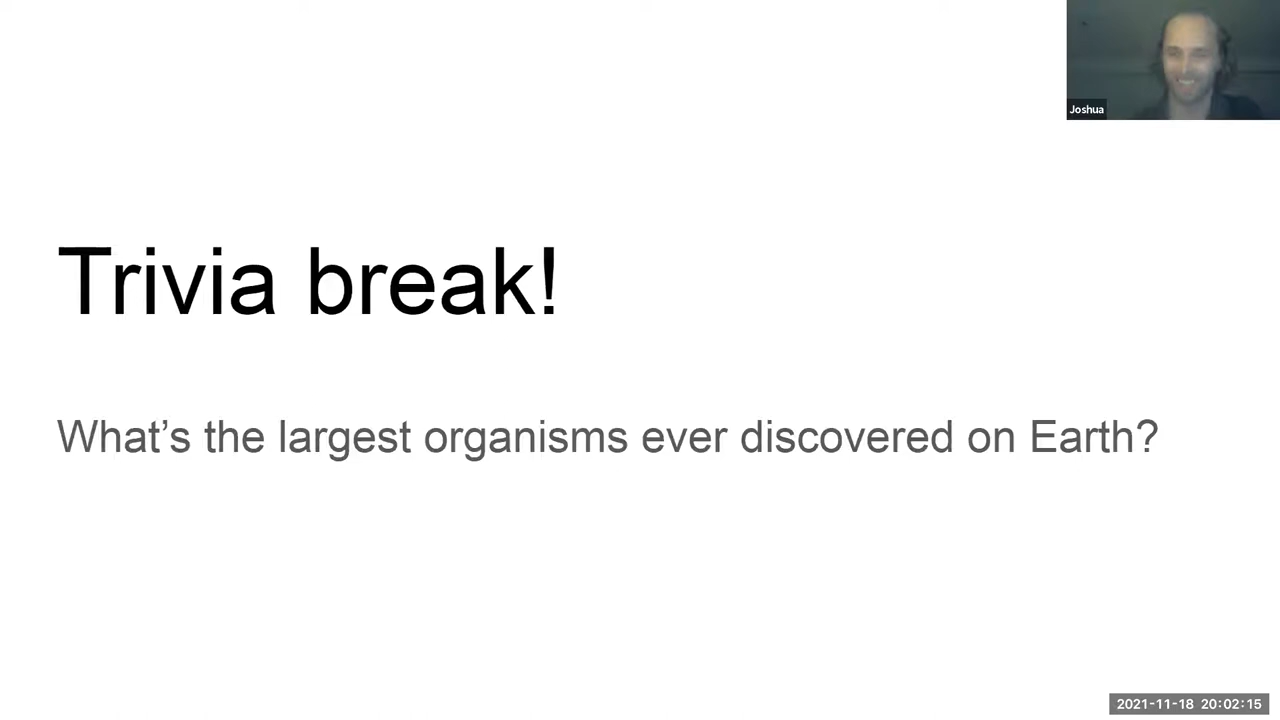 Joshua
Trivia break!
What’s the largest organisms ever discovered on Earth?
2021-11-18 20:02:15